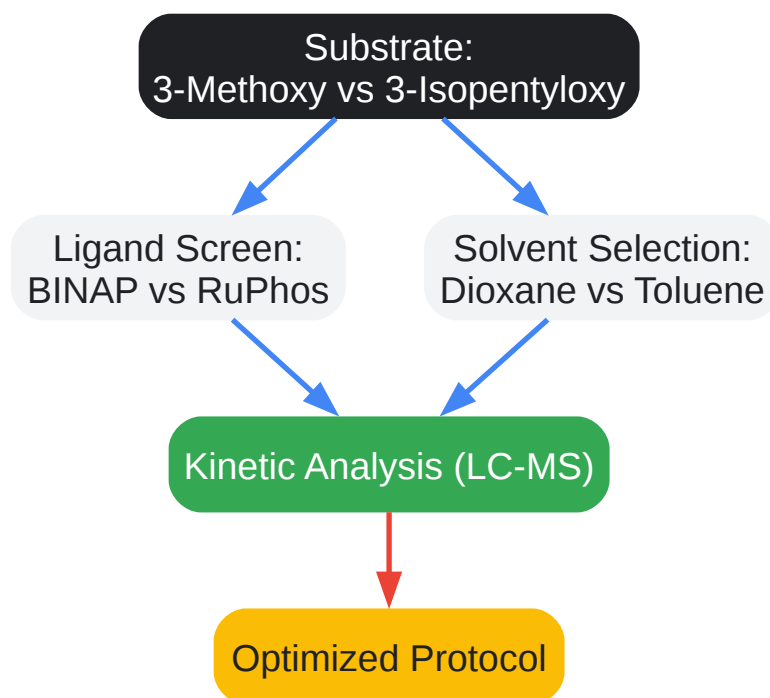 Substrate:
3-Methoxy vs 3-Isopentyloxy
Ligand Screen:
BINAP vs RuPhos
Solvent Selection:
Dioxane vs Toluene
Kinetic Analysis (LC-MS)
Optimized Protocol